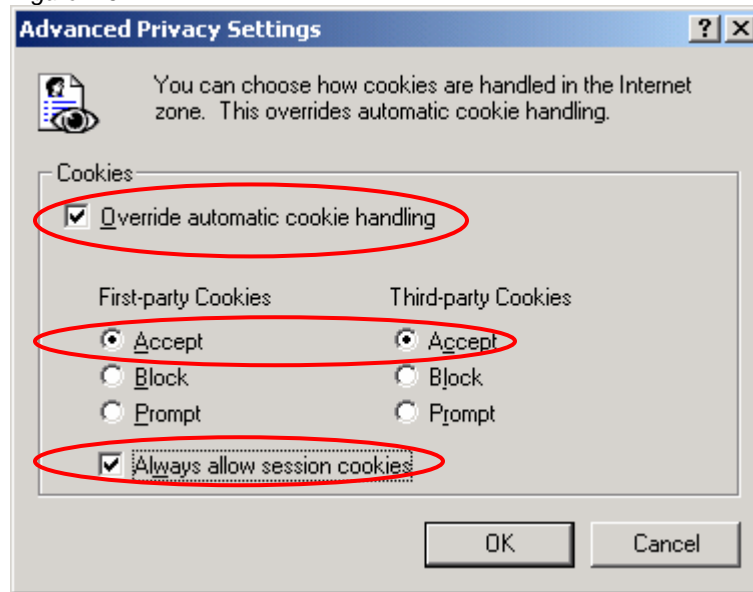 Advanced Privacy Settings
You can choose how cookies are handled in the Internet
zone. This overrides automatic cookie handling.
Cookies
Override automatic cookie handling
First-party Cookies Third-party Cookies
Accept Accept
Block Block
Prompt Prompt
Always allow session cookies
OK Cancel